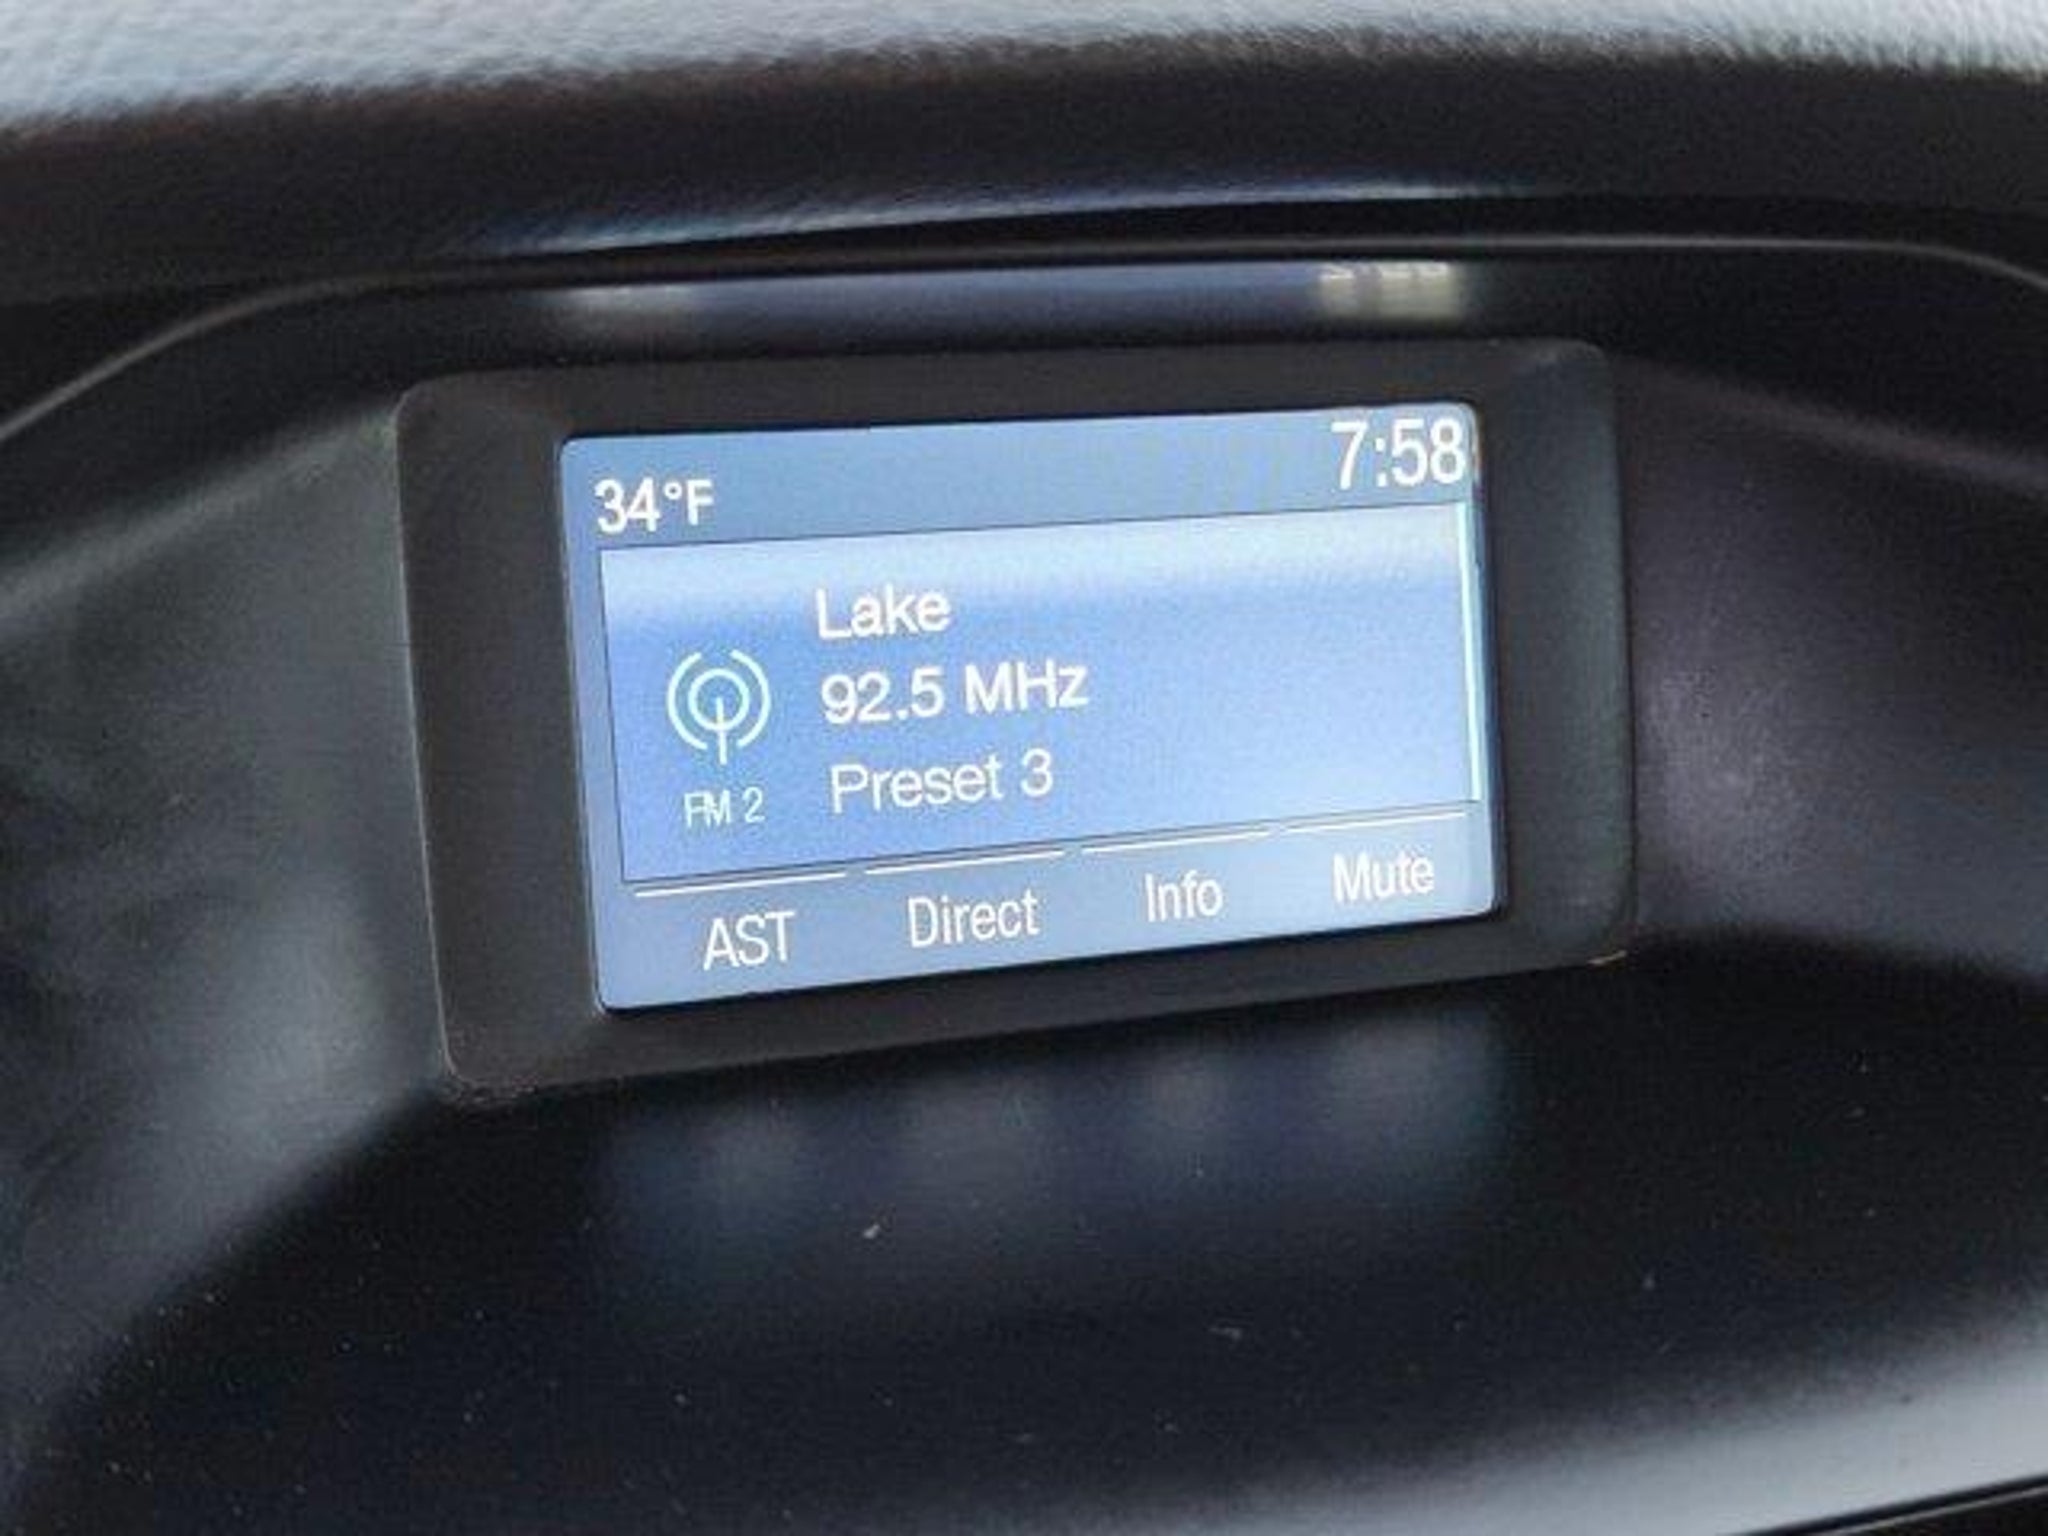 34°F
7:58
Lake
92.5 MHz
Preset 3
FM 2
AST
Direct
Info
Mute